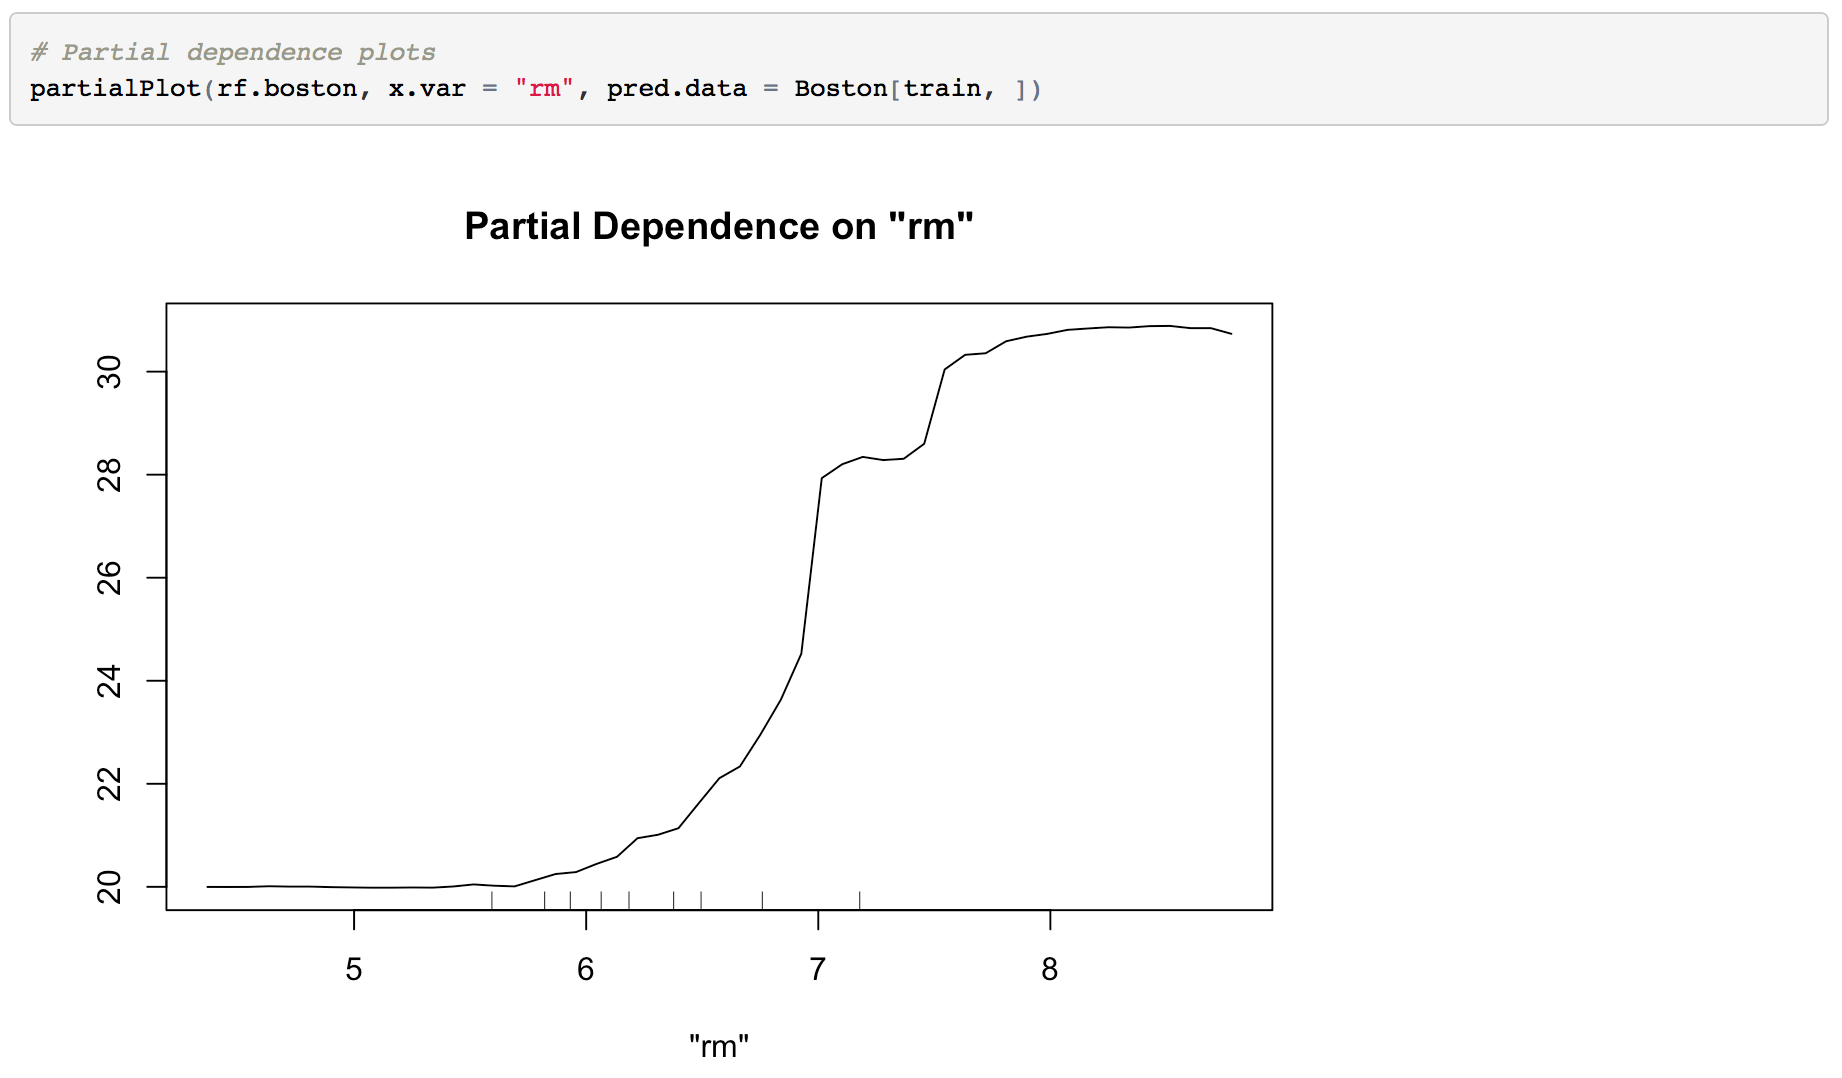 # Partial dependence plots
partialPlot(rf.boston, x.var = "rm", pred.data = Boston[train, ])
Partial Dependence on "rm"
30
28
26
24
22
20
5 6 7 8
"rm"